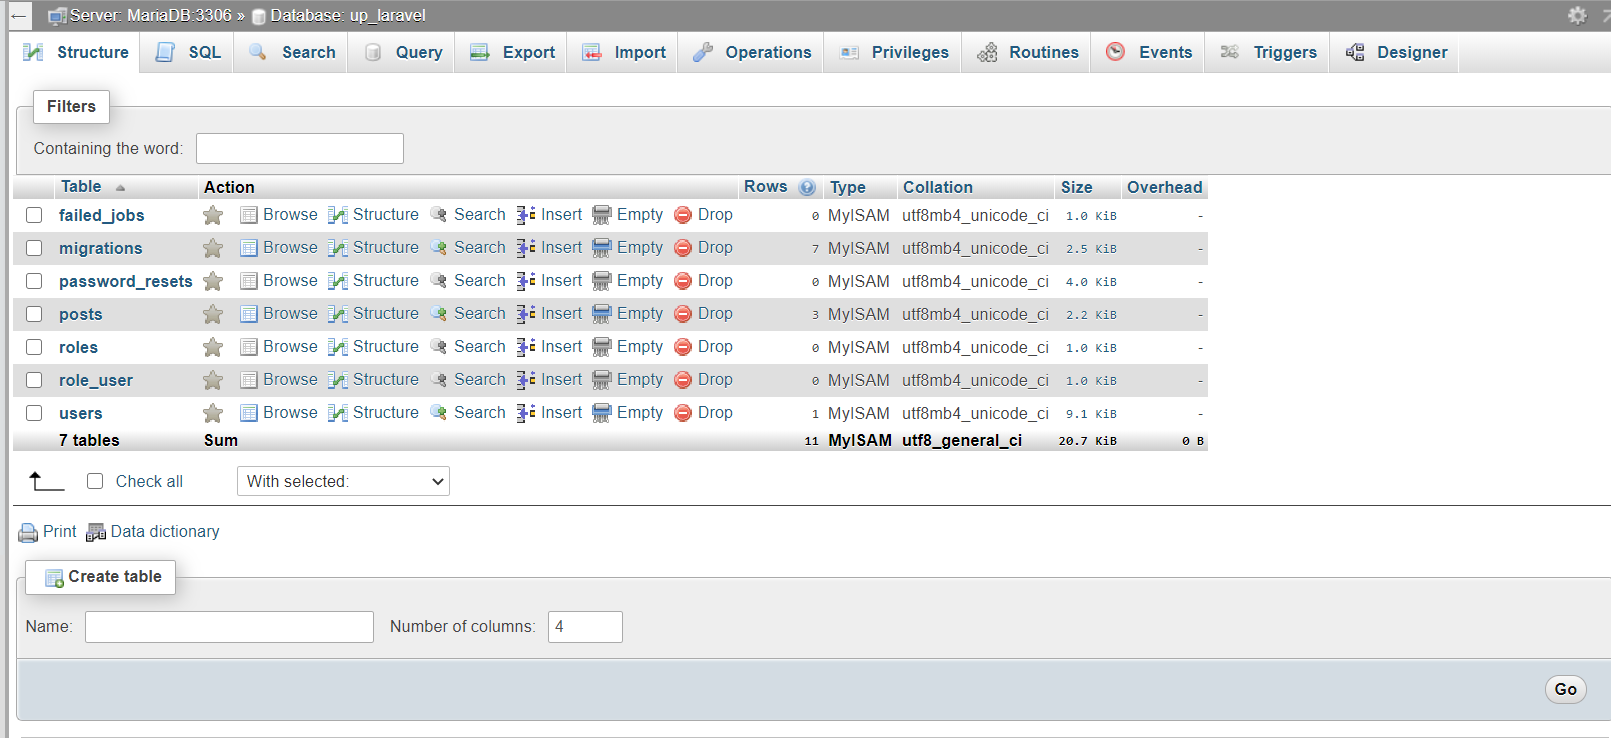 Server: MariaDB:3306 » Database: up_laravel
Structure SQL Search Query Export Import Operations Privileges Routines Events Triggers Designer
Filters
Containing the word:
Table Action Rows Type Collation Size Overhead
failed_jobs Browse Structure Search Insert Empty Drop 0 MyISAM utf8mb4_unicode_ci 1.0 KiB -
migrations Browse Structure Search Insert Empty Drop 7 MyISAM utf8mb4_unicode_ci 2.5 KiB -
password_resets Browse Structure Search Insert Empty Drop 0 MyISAM utf8mb4_unicode_ci 4.0 KiB -
posts Browse Structure Search Insert Empty Drop 3 MyISAM utf8mb4_unicode_ci 2.2 KiB -
roles Browse Structure Search Insert Empty Drop 0 MyISAM utf8mb4_unicode_ci 1.0 KiB -
role_user Browse Structure Search Insert Empty Drop 0 MyISAM utf8mb4_unicode_ci 1.0 KiB -
users Browse Structure Search Insert Empty Drop 1 MyISAM utf8mb4_unicode_ci 9.1 KiB -
7 tables Sum 11 MyISAM utf8_general_ci 20.7 KiB 0 B
Check all With selected:
Print Data dictionary
Create table
Name: Number of columns: 4
Go